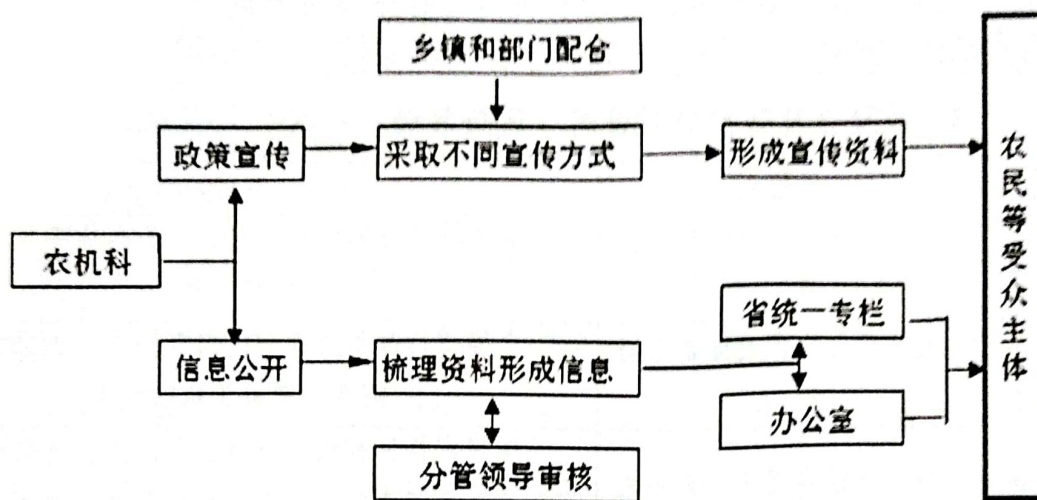 乡镇和部门配合
政策宣传
采取不同宣传方式
形成宣传资料
农机科
信息公开
梳理资料形成信息
省统一专栏
办公室
分管领导审核
农民等受众主体